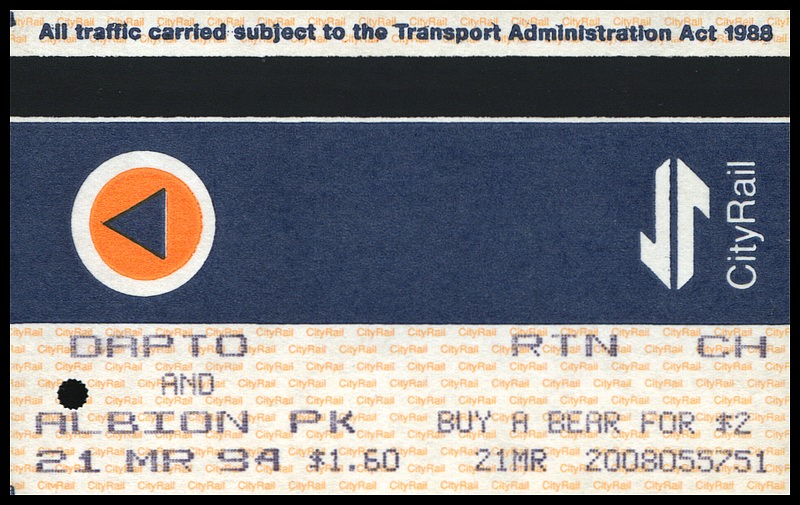 All traffic carried subject to the Transport Administration Act 1988
CityRail
DAPTO RTN CH
AND
ALBION PK BUY A BEAR FOR $2
21 MR 94 $1.60 21MR 2008055751